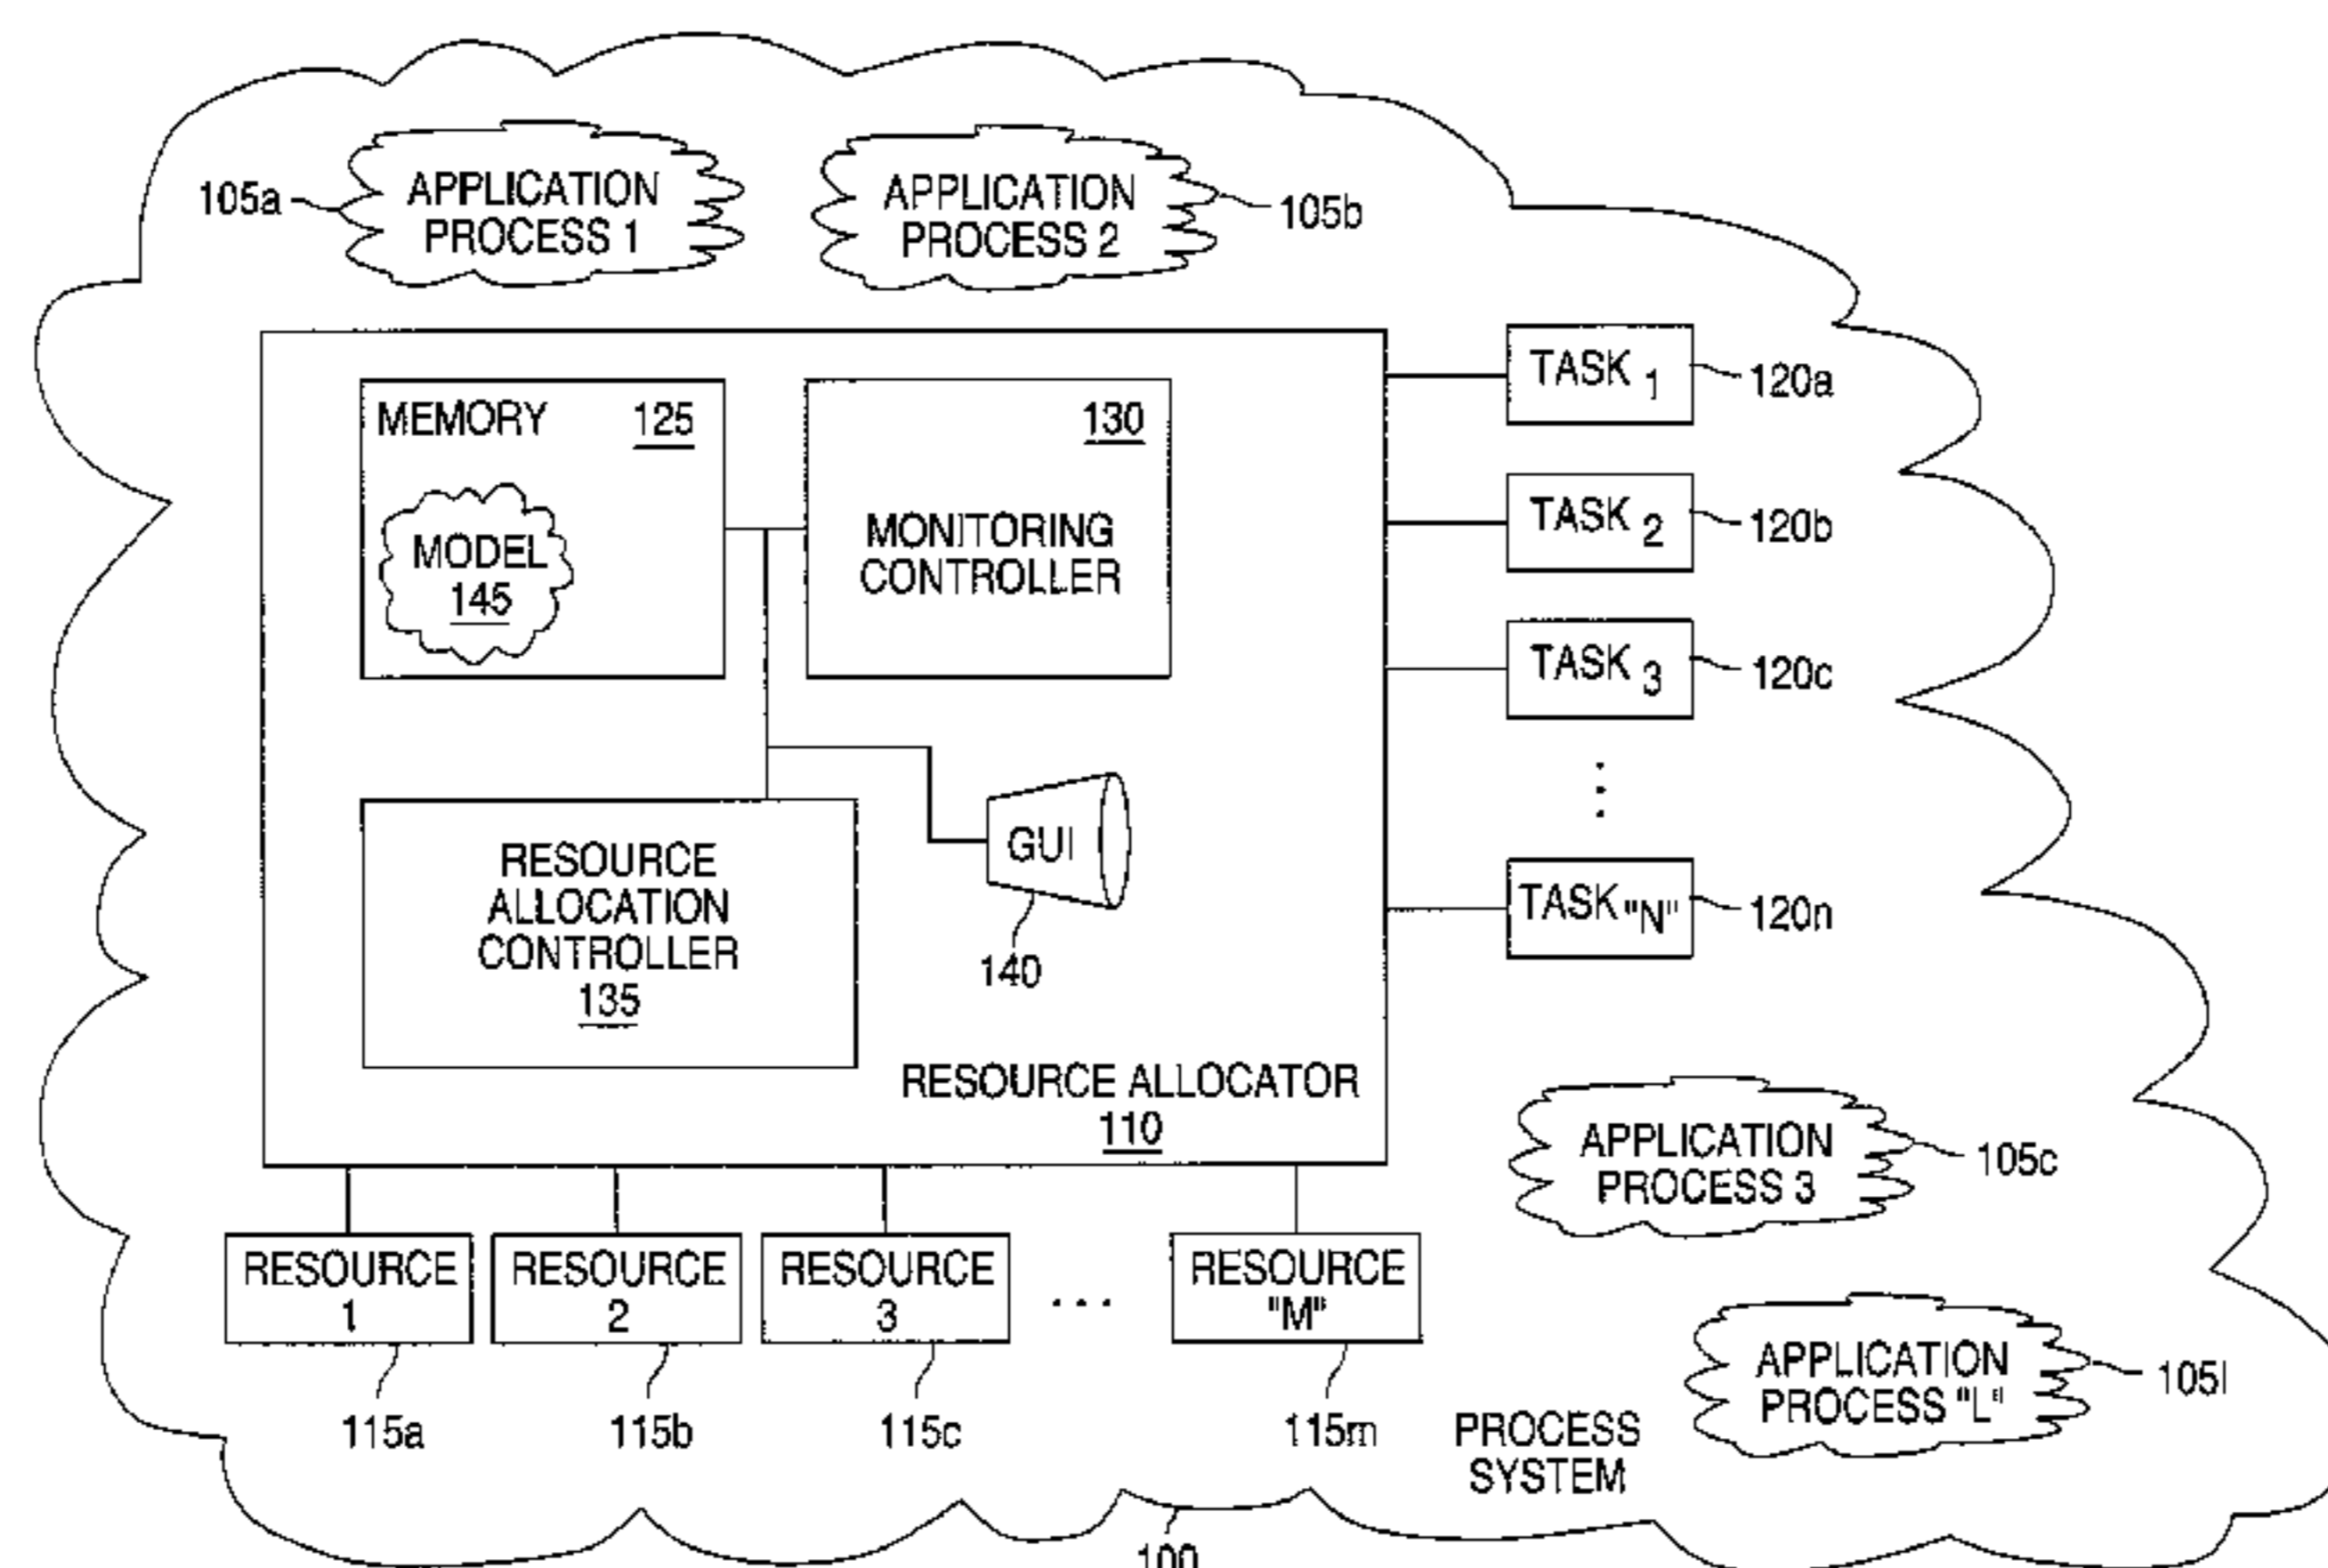 105a
APPLICATION
PROCESS 1
APPLICATION
PROCESS 2
105b
MEMORY 125
MODEL
145
130
MONITORING
CONTROLLER
TASK 1
120a
TASK 2
120b
TASK 3
120c
TASK "N"
120n
RESOURCE
ALLOCATION
CONTROLLER
135
GUI
140
RESOURCE ALLOCATOR
110
APPLICATION
PROCESS 3
105c
RESOURCE
1
RESOURCE
2
RESOURCE
3
...
RESOURCE
"M"
115a
115b
115c
115m
APPLICATION
PROCESS "L"
105l
PROCESS
SYSTEM
100